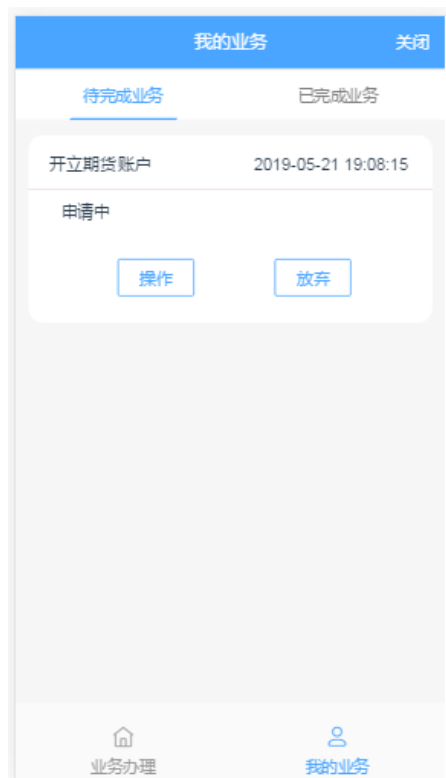 我的业务 关闭
待完成业务 已完成业务
开立期货账户 2019-05-21 19:08:15
申请中
操作 放弃
业务办理 我的业务